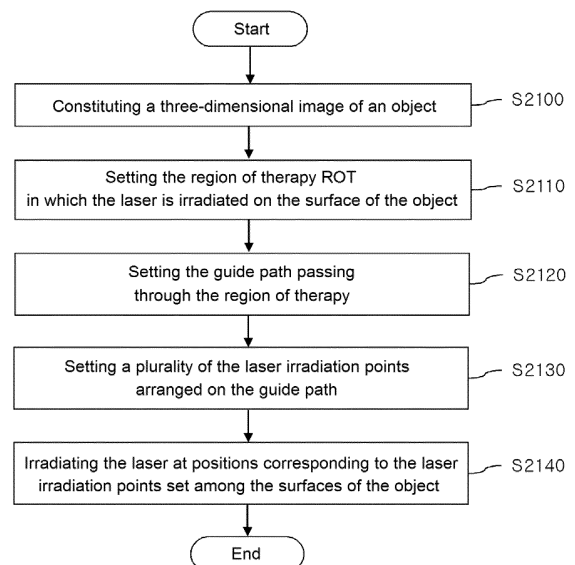 Start
Constituting a three-dimensional image of an object
S2100
Setting the region of therapy ROT
in which the laser is irradiated on the surface of the object
S2110
Setting the guide path passing
through the region of therapy
S2120
Setting a plurality of the laser irradiation points
arranged on the guide path
S2130
Irradiating the laser at positions corresponding to the laser
irradiation points set among the surfaces of the object
S2140
End